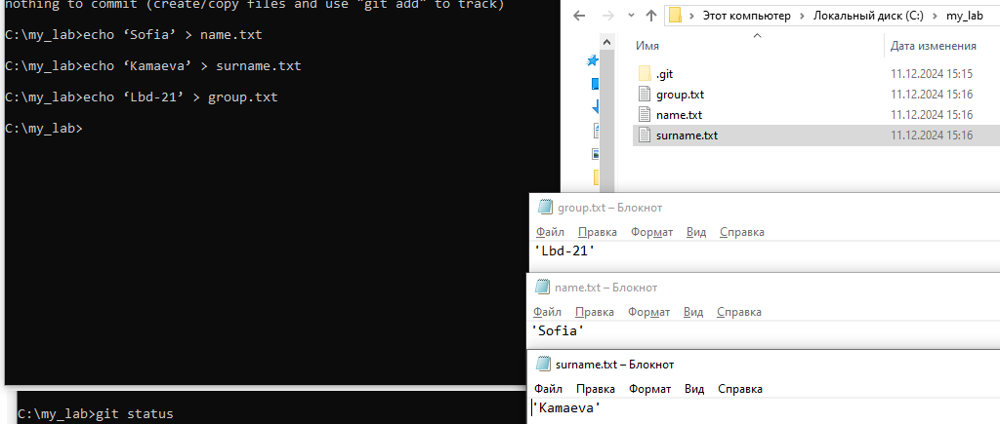 nothing to commit (create/copy files and use "git add" to track)
C:\my_lab>echo ‘Sofia’ > name.txt
C:\my_lab>echo ‘Kamaeva’ > surname.txt
C:\my_lab>echo ‘Lbd-21’ > group.txt
C:\my_lab>
C:\my_lab>git status
Этот компьютер > Локальный диск (C:) > my_lab
Имя Дата изменения
.git 11.12.2024 15:15
group.txt 11.12.2024 15:16
name.txt 11.12.2024 15:16
surname.txt 11.12.2024 15:16
group.txt – Блокнот
Файл Правка Формат Вид Справка
'Lbd-21'
name.txt – Блокнот
Файл Правка Формат Вид Справка
'Sofia'
surname.txt – Блокнот
Файл Правка Формат Вид Справка
'Kamaeva'